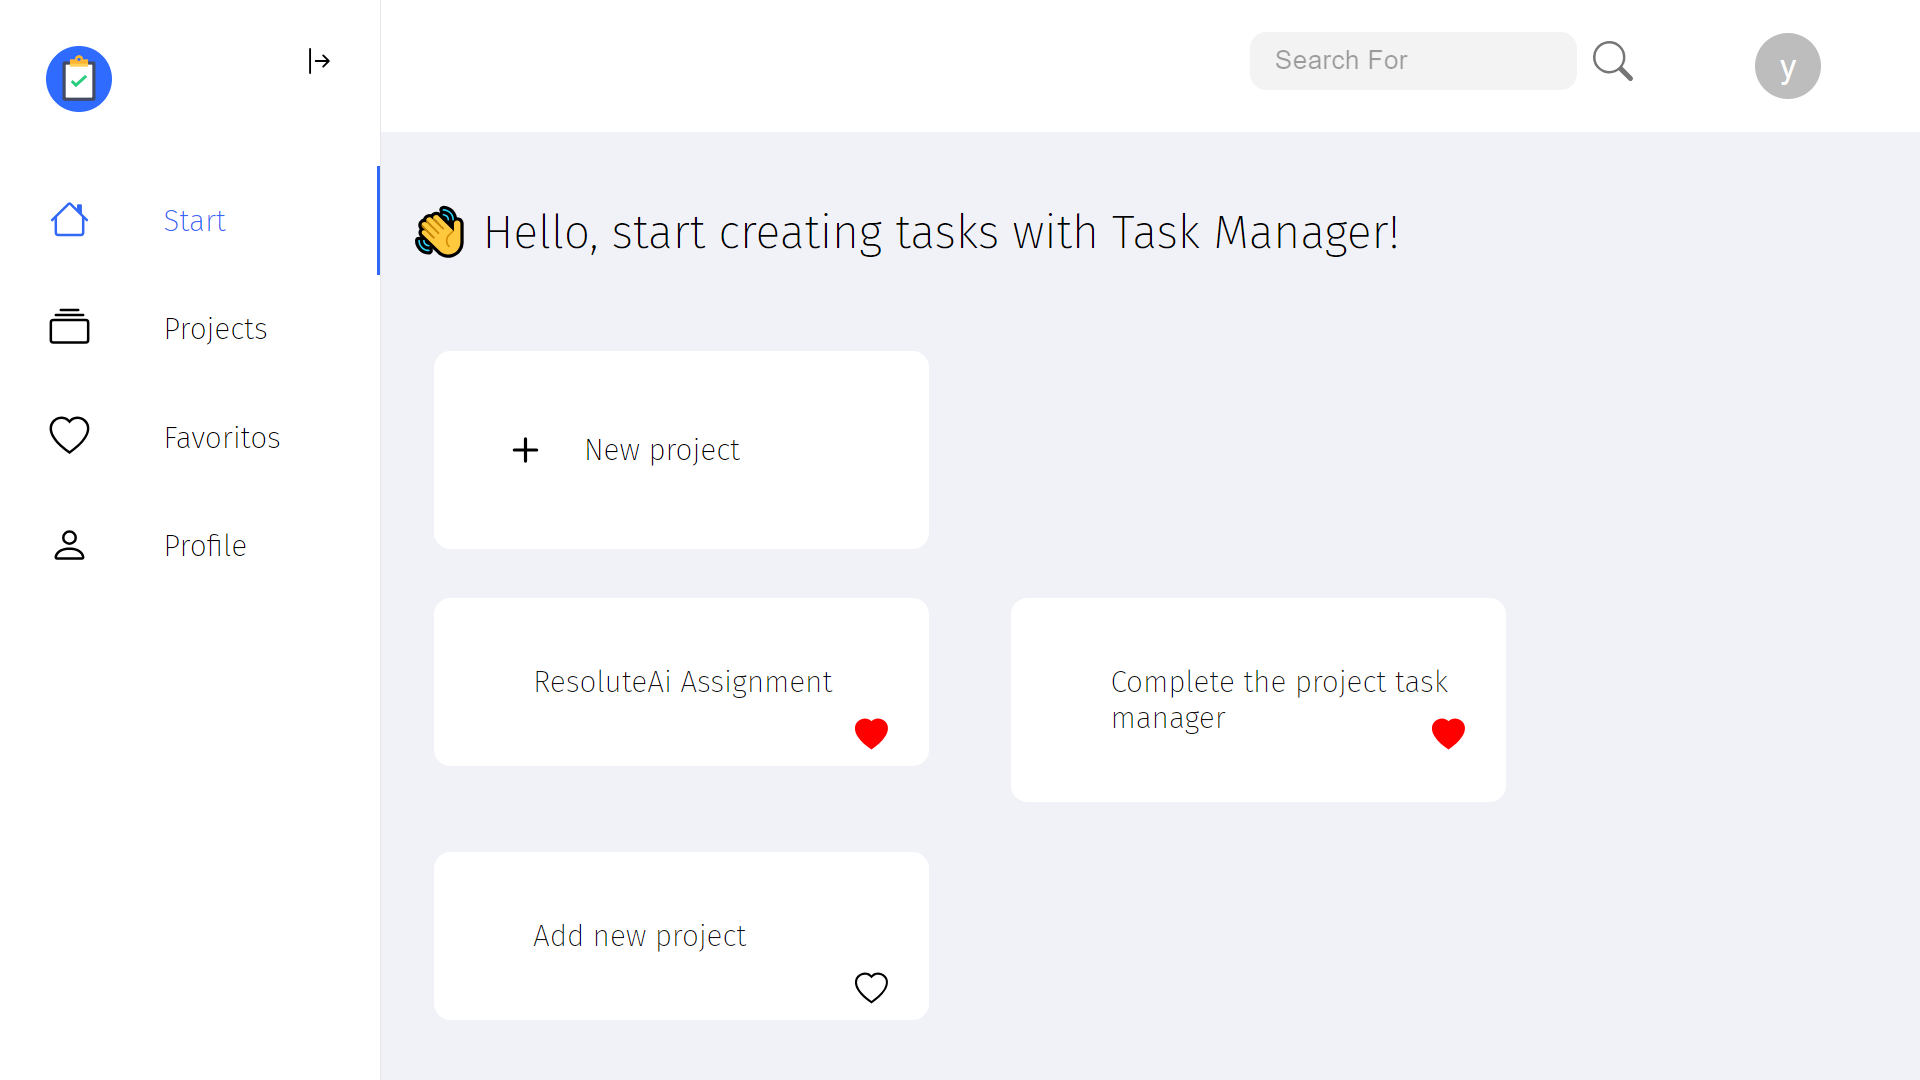 Search For
y
Start
Projects
Favoritos
Profile
Hello, start creating tasks with Task Manager!
New project
ResoluteAi Assignment
Complete the project task
manager
Add new project